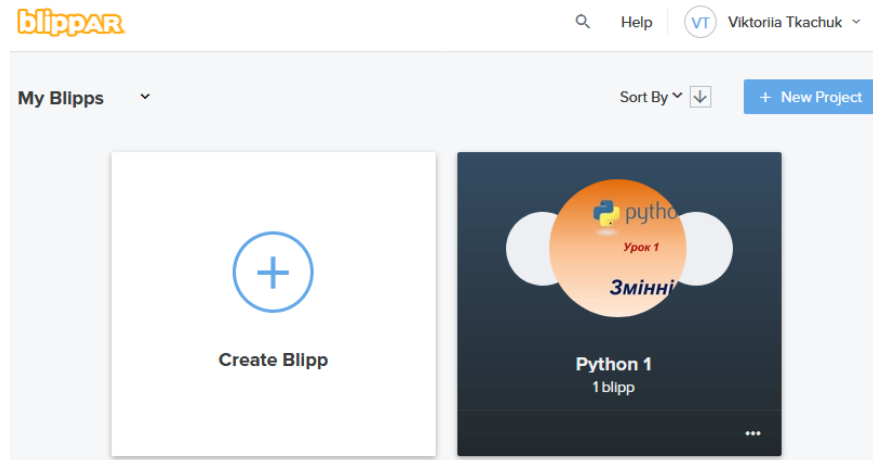 blippAR
Help
VT
Viktoriia Tkachuk
My Blipps
Sort By
+ New Project
Create Blipp
pytho
Урок 1
Змінні
Python 1
1 blipp